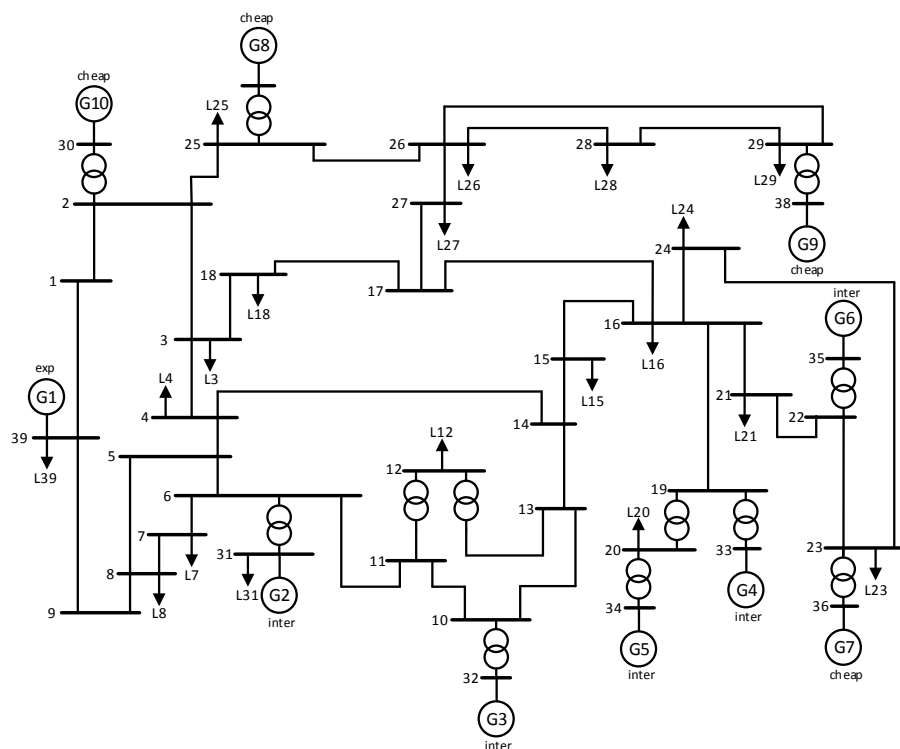 cheap
G8
cheap
G10
L25
30
25
26
28
29
L26
L28
L29
2
27
38
L24
L27
G9
24
cheap
18
1
17
inter
L18
G6
16
3
35
15
L16
exp
L4
L3
G1
L15
21
4
22
14
L21
39
L12
5
L39
12
19
6
13
L20
7
31
20
33
23
11
8
L7
L31
G2
G4
L23
9
L8
10
34
36
inter
inter
G5
G7
32
inter
cheap
G3
inter